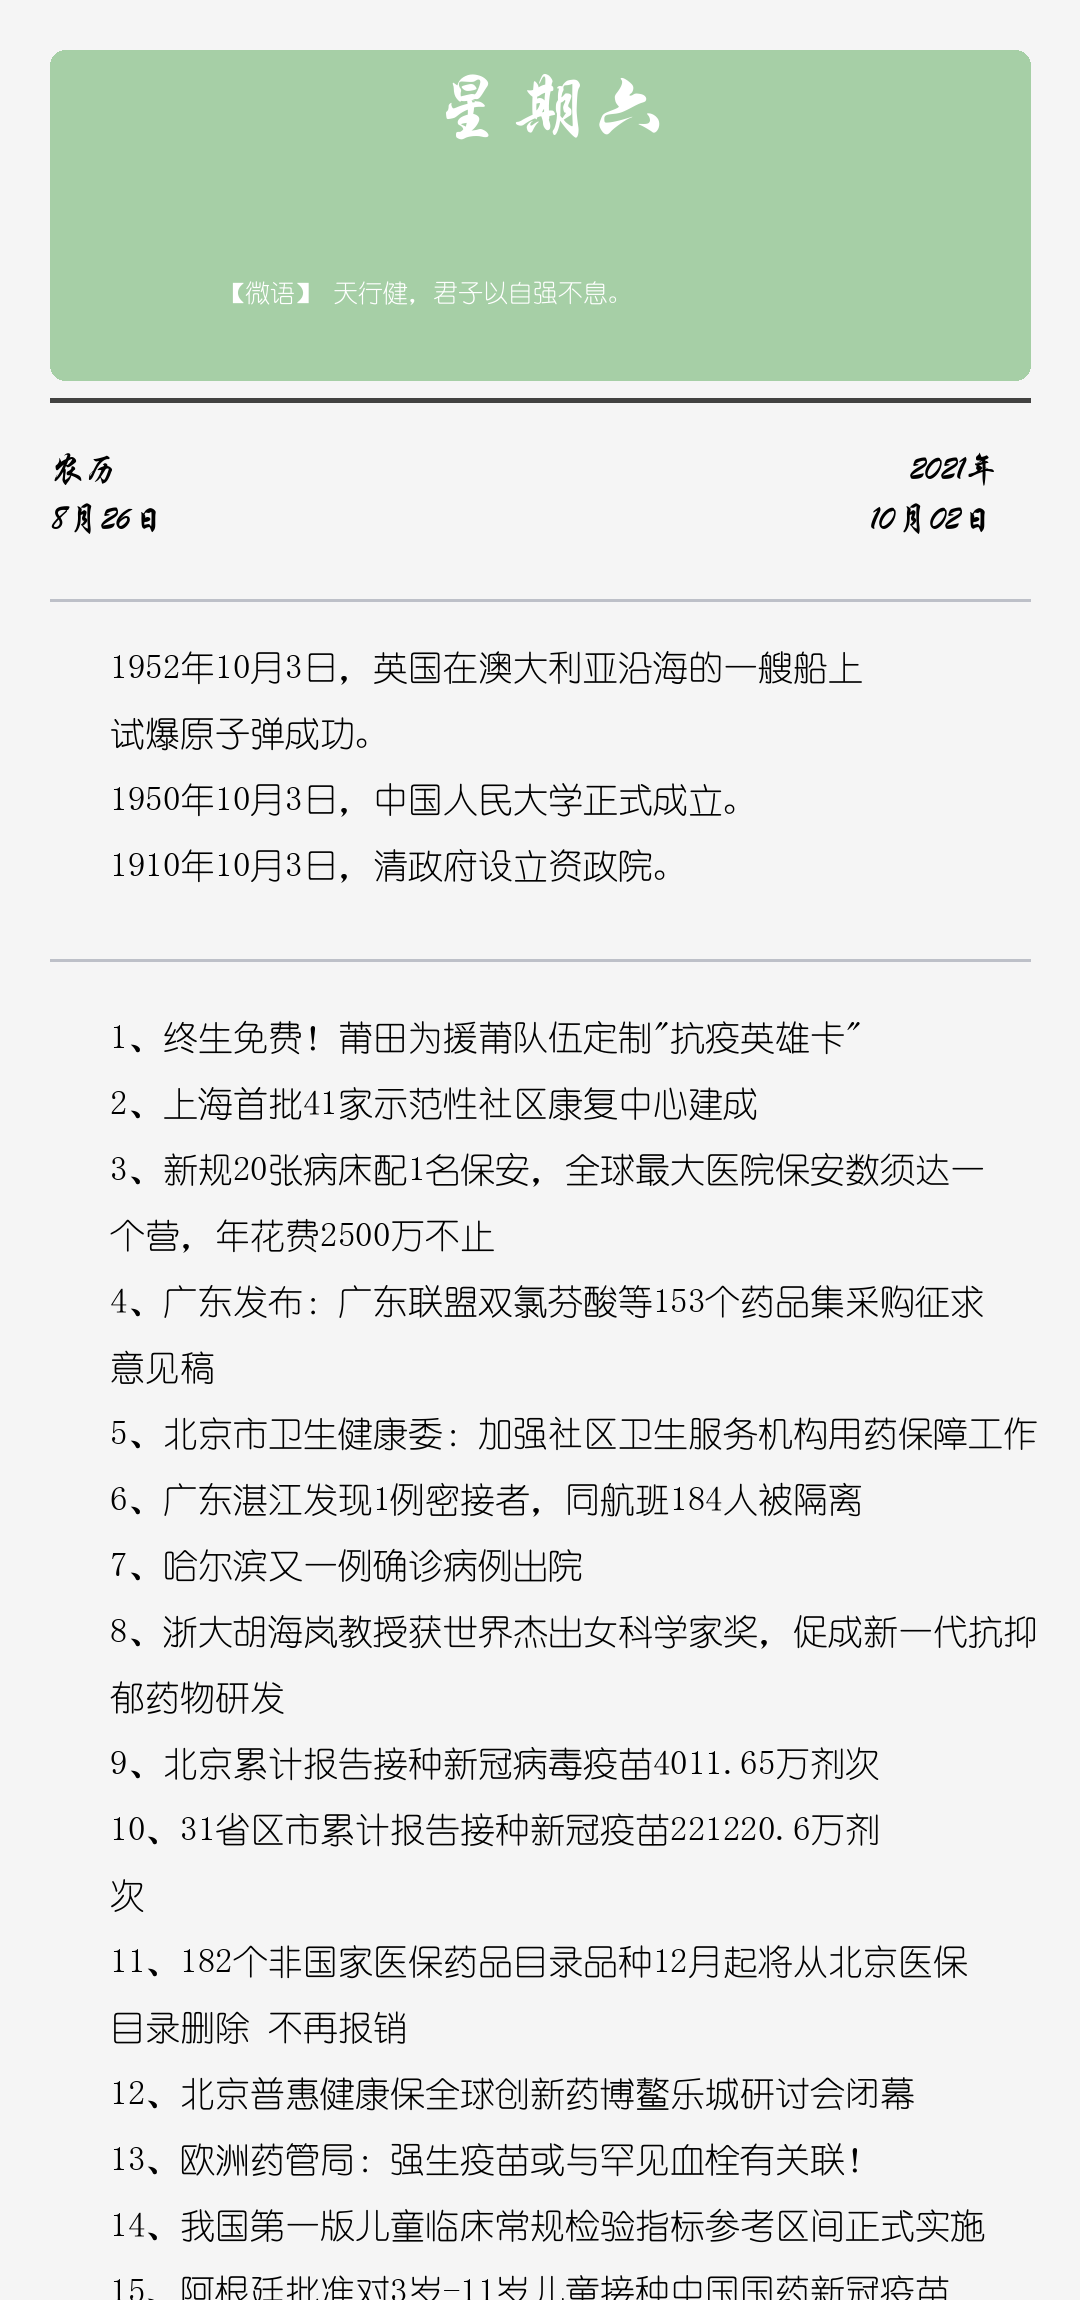 星期六
【微语】 天行健，君子以自强不息。
农历
2021年
8月26日
10月02日
1952年10月3日，英国在澳大利亚沿海的一艘船上
试爆原子弹成功。
1950年10月3日，中国人民大学正式成立。
1910年10月3日，清政府设立资政院。
1、终生免费！莆田为援莆队伍定制"抗疫英雄卡"
2、上海首批41家示范性社区康复中心建成
3、新规20张病床配1名保安，全球最大医院保安数须达一
个营，年花费2500万不止
4、广东发布：广东联盟双氯芬酸等153个药品集采购征求
意见稿
5、北京市卫生健康委：加强社区卫生服务机构用药保障工作
6、广东湛江发现1例密接者，同航班184人被隔离
7、哈尔滨又一例确诊病例出院
8、浙大胡海岚教授获世界杰出女科学家奖，促成新一代抗抑
郁药物研发
9、北京累计报告接种新冠病毒疫苗4011.65万剂次
10、31省区市累计报告接种新冠疫苗221220.6万剂
次
11、182个非国家医保药品目录品种12月起将从北京医保
目录删除 不再报销
12、北京普惠健康保全球创新药博鳌乐城研讨会闭幕
13、欧洲药管局：强生疫苗或与罕见血栓有关联！
14、我国第一版儿童临床常规检验指标参考区间正式实施
15、阿根廷批准对3岁-11岁儿童接种中国国药新冠疫苗